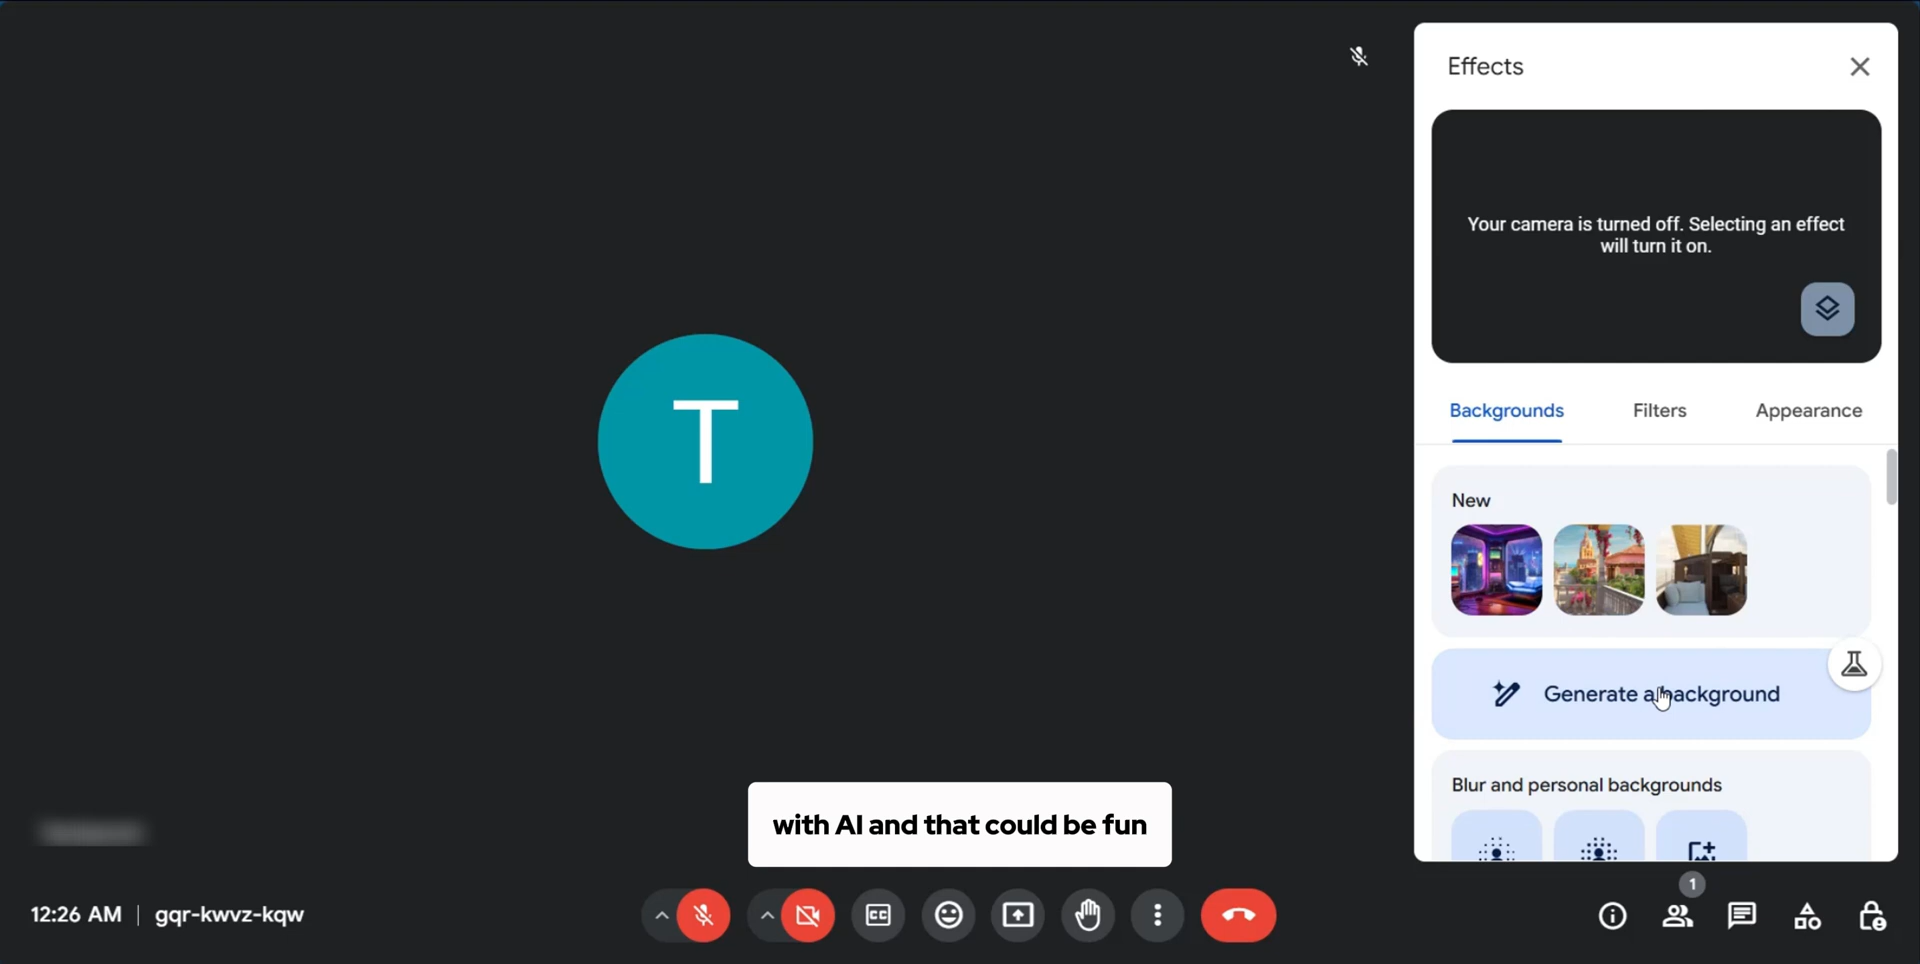 Effects
Your camera is turned off. Selecting an effect
will turn it on.
Backgrounds Filters Appearance
New
T
Generate a background
Blur and personal backgrounds
with AI and that could be fun
1
12:26 AM | gqr-kwvz-kqw
CC